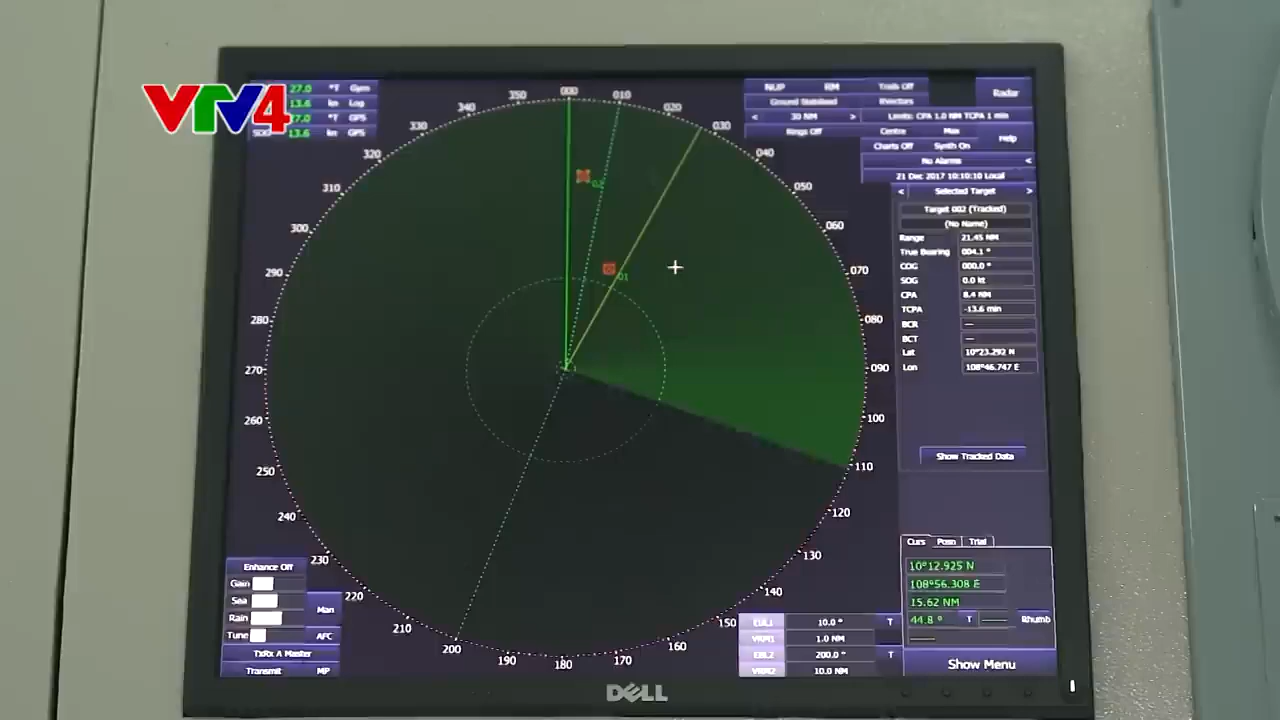 VTV4
27.0 °T Gyro
13.6 kn Log
27.0 °T GPS
SOG 13.6 kn GPS
NUP RM Trails Off
Radar
Ground Stabilised
< 30 NM > Limits: CPA 1.0 NM TCPA 1 min
Rings Off Centre Max Help
Charts Off Synth On
No Alarms <
21 Dec 2017 10:10:10 Local
< Selected Target >
Target 002 (Tracked)
(No Name)
Range 21.45 NM
True Bearing 004.1 °
COG 000.0 °
SOG 0.0 kt
CPA 8.4 NM
TCPA -13.6 min
BCR —
BCT —
Lat 10°23.292 N
Lon 108°46.747 E
Show Tracked Data
000
010
020
030
040
050
060
070
080
090
100
110
120
130
140
150
160
170
180
190
200
210
220
230
240
250
260
270
280
290
300
310
320
330
340
350
02
01
Enhance Off
Gain
Sea
Rain
Man
Tune AFC
TxRx A Master
Transmit MP
EBL1 10.0 ° T
VRM1 1.0 NM
EBL2 200.0 ° T
VRM2 10.0 NM
Curs Posn Trial
10°12.925 N
108°56.308 E
15.62 NM
44.8 ° T Rhumb
Show Menu
DELL